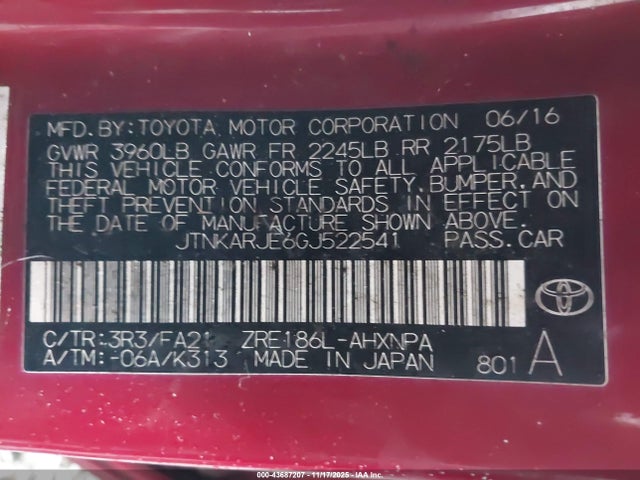 MFD. BY: TOYOTA MOTOR CORPORATION 06/16
GVWR 3960LB GAWR FR 2245LB RR 2175LB
THIS VEHICLE CONFORMS TO ALL APPLICABLE
FEDERAL MOTOR VEHICLE SAFETY, BUMPER, AND
THEFT PREVENTION STANDARDS IN EFFECT ON
THE DATE OF MANUFACTURE SHOWN ABOVE.
JTNKARJE6GJ522541 PASS. CAR
C/TR: 3R3/FA21 ZRE186L-AHXNPA
A/TM: -06A/K313 MADE IN JAPAN 801 A
000-43687207 - 11/17/2025 - IAA, Inc.